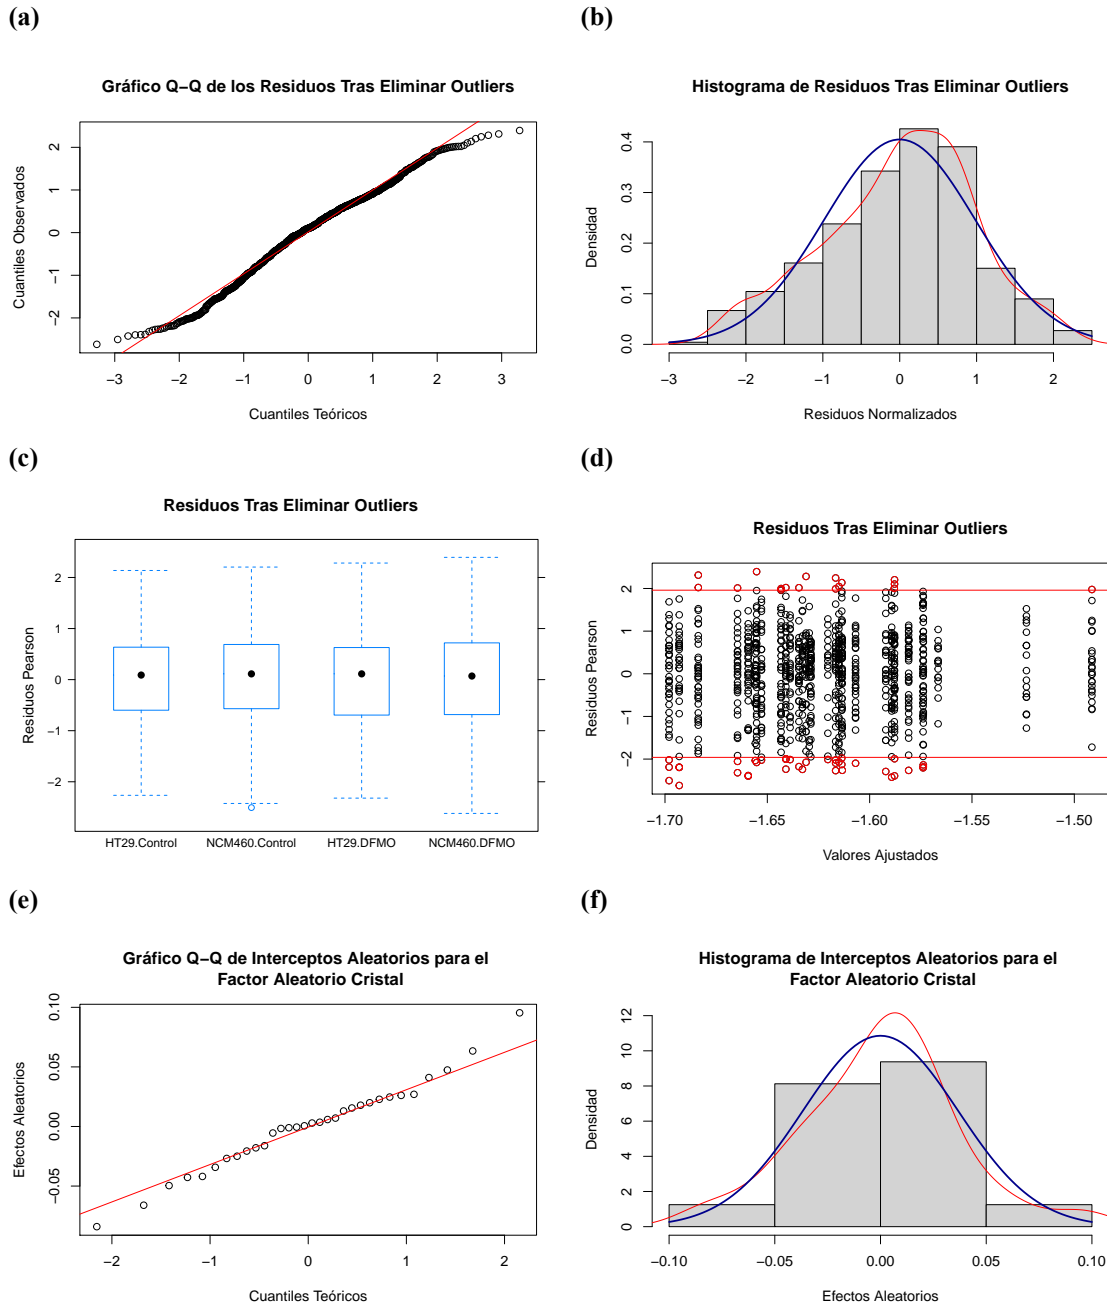 (a)
Gráfico Q−Q de los Residuos Tras Eliminar Outliers
Cuantiles Observados
2
1
0
−1
−2
−3 −2 −1 0 1 2 3
Cuantiles Teóricos
(b)
Histograma de Residuos Tras Eliminar Outliers
Densidad
0.4
0.3
0.2
0.1
0.0
−3 −2 −1 0 1 2
Residuos Normalizados
(c)
Residuos Tras Eliminar Outliers
Residuos Pearson
2
1
0
−1
−2
HT29.Control NCM460.Control HT29.DFMO NCM460.DFMO
(d)
Residuos Tras Eliminar Outliers
Residuos Pearson
2
1
0
−1
−2
−1.70 −1.65 −1.60 −1.55 −1.50
Valores Ajustados
(e)
Gráfico Q−Q de Interceptos Aleatorios para el
Factor Aleatorio Cristal
Efectos Aleatorios
0.10
0.05
0.00
−0.05
−2 −1 0 1 2
Cuantiles Teóricos
(f)
Histograma de Interceptos Aleatorios para el
Factor Aleatorio Cristal
Densidad
12
10
8
6
4
2
0
−0.10 −0.05 0.00 0.05 0.10
Efectos Aleatorios